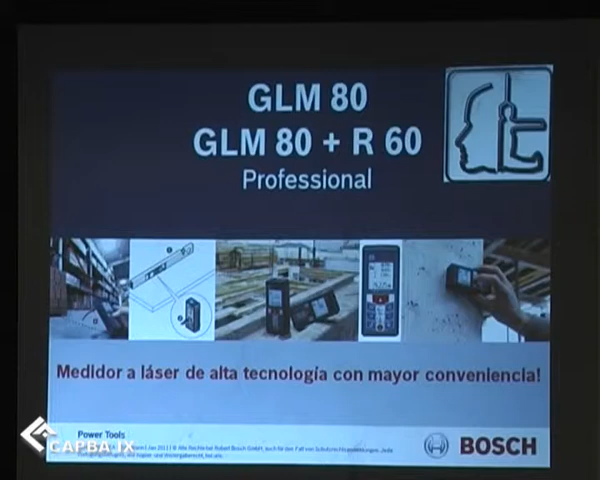 GLM 80
GLM 80 + R 60
Professional
Medidor a láser de alta tecnología con mayor conveniencia!
Power Tools
CAPBA IX
BOSCH